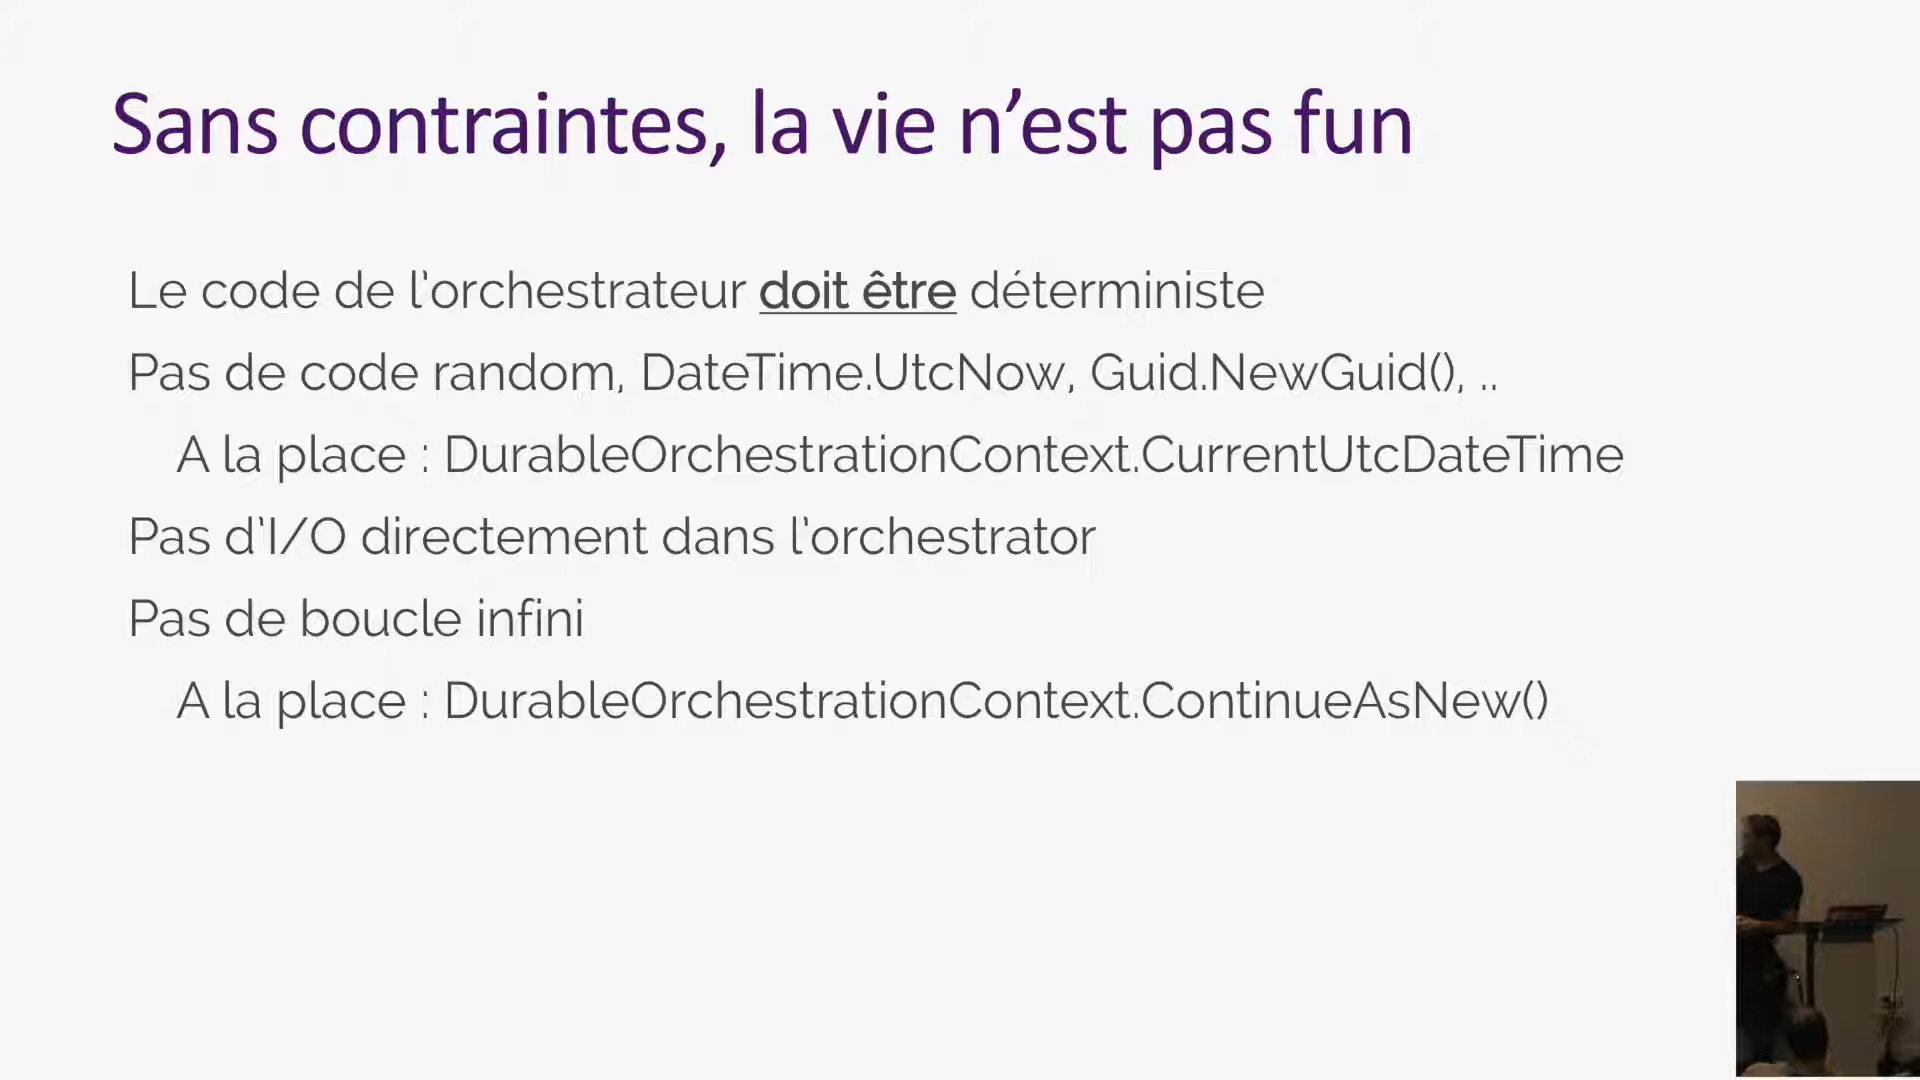 Sans contraintes, la vie n’est pas fun
Le code de l’orchestrateur doit être déterministe
Pas de code random, DateTime.UtcNow, Guid.NewGuid(), ..
A la place : DurableOrchestrationContext.CurrentUtcDateTime
Pas d’I/O directement dans l’orchestrator
Pas de boucle infini
A la place : DurableOrchestrationContext.ContinueAsNew()